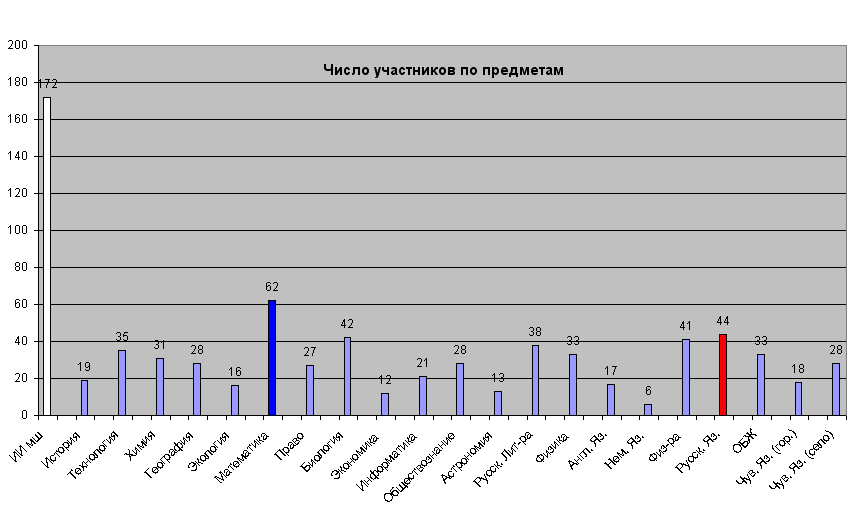 Число участников по предметам
200
180
160
140
120
100
80
60
40
20
0
172
19
35
31
28
16
62
27
42
12
21
28
13
38
33
17
6
41
44
33
18
28
ИИ мш
История
Технология
Химия
География
Экология
Математика
Право
Биология
Экономика
Информатика
Обществознание
Астрономия
Русск. Лит-ра
Физика
Англ. Яз.
Нем. Яз.
Физ-ра
Русск. Яз.
ОБЖ
Чув. Яз. (гор.)
Чув. Яз. (село)